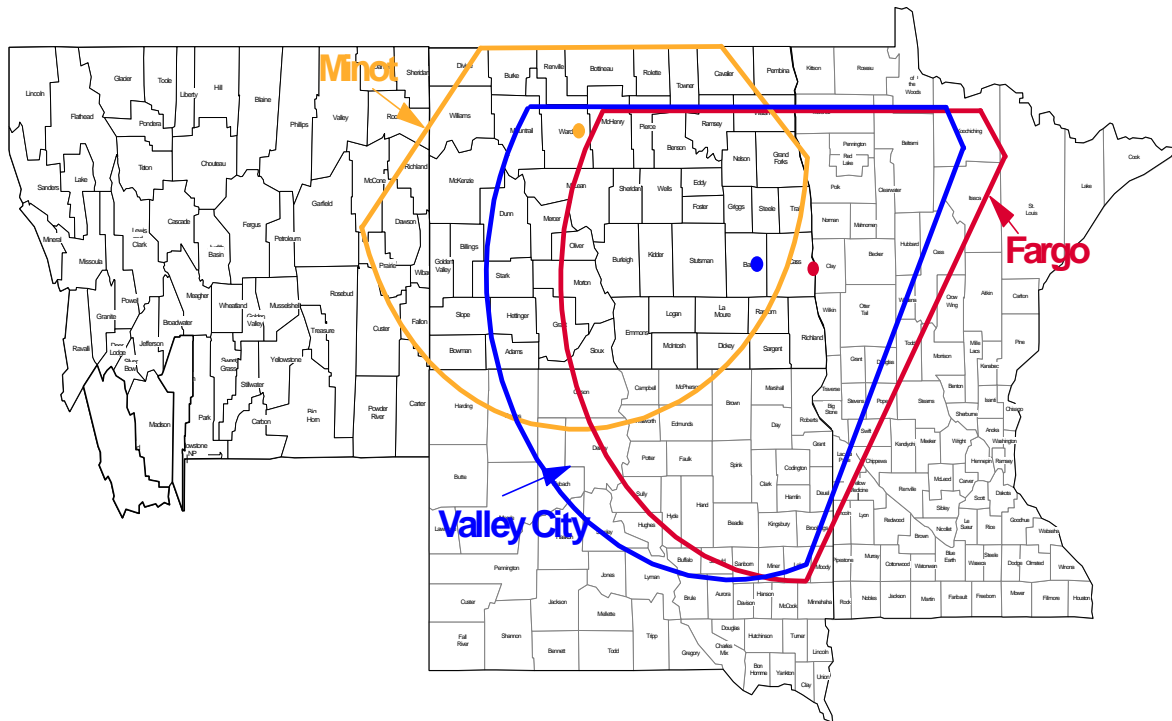 Minot
Fargo
Valley City
Lincoln
Flathead
Glacier
Toole
Liberty
Hill
Blaine
Phillips
Valley
Sheridan
Pondera
Teton
Chouteau
Sanders
Lake
Mineral
Missoula
Clark
Cascade
Fergus
Basin
Petroleum
Garfield
McCone
Richland
Dawson
Prairie
Powell
Granite
Ravalli
Lodge
Jefferson
Broadwater
Meagher
Wheatland
Valley
Musselshell
Treasure
Rosebud
Custer
Fallon
Yellowstone
Grass
Stillwater
Carbon
Park
Madison
NP
Horn
Powder
River
Carter
Burke
Renville
Bottineau
Rolette
Towner
Cavalier
Pembina
Williams
Mountrail
Ward
McHenry
Pierce
Benson
Ramsey
Nelson
Grand
Forks
McKenzie
Dunn
Mercer
Oliver
Sheridan
Wells
Eddy
Foster
Griggs
Steele
Billings
Golden
Valley
Stark
Morton
Burleigh
Kidder
Stutsman
Cass
Slope
Hettinger
Bowman
Adams
Sioux
Emmons
Logan
La
Moure
McIntosh
Dickey
Ransom
Sargent
Richland
Harding
Butte
Campbell
McPherson
Brown
Marshall
Edmunds
Day
Roberts
Grant
Potter
Faulk
Spink
Clark
Codington
Hamlin
Deuel
Sully
Hughes
Hyde
Hand
Beadle
Kingsbury
Pennington
Jones
Lyman
Buffalo
Sanborn
Miner
Moody
Custer
Jackson
Mellette
Brule
Aurora
Davison
Hanson
McCook
Minnehaha
Fall
River
Shannon
Bennett
Todd
Tripp
Gregory
Charles
Mix
Douglas
Hutchinson
Turner
Lincoln
Bon
Homme
Yankton
Clay
Union
Kittson
Roseau
of
the
Woods
Koochiching
Cook
Lake
St.
Louis
Itasca
Pennington
Red
Lake
Beltrami
Polk
Clearwater
Norman
Mahnomen
Hubbard
Cass
Clay
Becker
Wilkin
Otter
Tail
Crow
Wing
Aitkin
Carlton
Pine
Grant
Douglas
Todd
Morrison
Mille
Lacs
Kanabec
Traverse
Big
Stone
Stevens
Pope
Stearns
Benton
Sherburne
Isanti
Chisago
Anoka
Swift
Kandiyohi
Meeker
Wright
Washington
Hennepin
Ramsey
Chippewa
Renville
McLeod
Carver
Scott
Dakota
Sibley
Lyon
Redwood
Nicollet
Le
Sueur
Rice
Goodhue
Wabasha
Brown
Pipestone
Murray
Cottonwood
Watonwan
Blue
Earth
Waseca
Steele
Dodge
Olmsted
Winona
Rock
Nobles
Jackson
Martin
Faribault
Freeborn
Mower
Fillmore
Houston